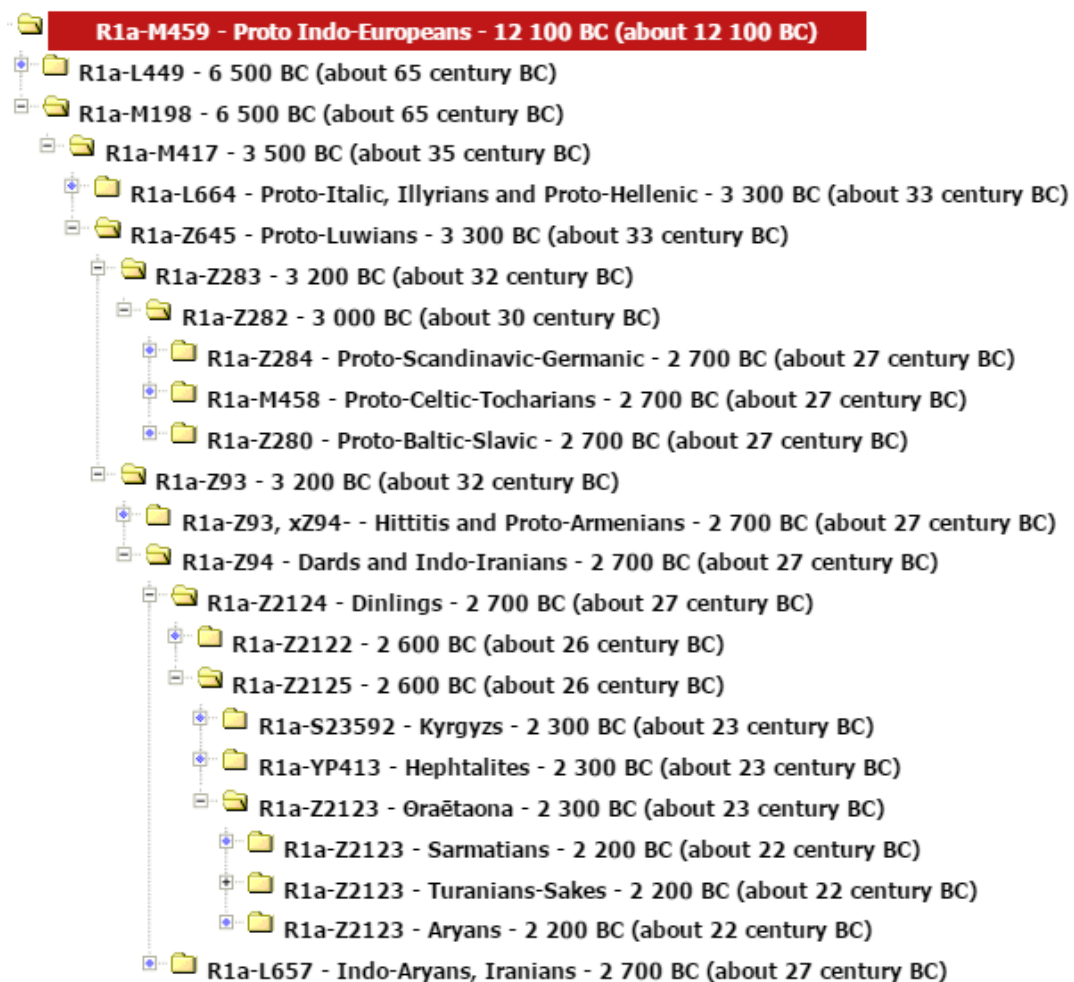 R1a-M459 - Proto Indo-Europeans - 12 100 BC (about 12 100 BC)
R1a-L449 - 6 500 BC (about 65 century BC)
R1a-M198 - 6 500 BC (about 65 century BC)
R1a-M417 - 3 500 BC (about 35 century BC)
R1a-L664 - Proto-Italic, Illyrians and Proto-Hellenic - 3 300 BC (about 33 century BC)
R1a-Z645 - Proto-Luwians - 3 300 BC (about 33 century BC)
R1a-Z283 - 3 200 BC (about 32 century BC)
R1a-Z282 - 3 000 BC (about 30 century BC)
R1a-Z284 - Proto-Scandinavic-Germanic - 2 700 BC (about 27 century BC)
R1a-M458 - Proto-Celtic-Tocharians - 2 700 BC (about 27 century BC)
R1a-Z280 - Proto-Baltic-Slavic - 2 700 BC (about 27 century BC)
R1a-Z93 - 3 200 BC (about 32 century BC)
R1a-Z93, xZ94- - Hittitis and Proto-Armenians - 2 700 BC (about 27 century BC)
R1a-Z94 - Dards and Indo-Iranians - 2 700 BC (about 27 century BC)
R1a-Z2124 - Dinlings - 2 700 BC (about 27 century BC)
R1a-Z2122 - 2 600 BC (about 26 century BC)
R1a-Z2125 - 2 600 BC (about 26 century BC)
R1a-S23592 - Kyrgyzs - 2 300 BC (about 23 century BC)
R1a-YP413 - Hephtalites - 2 300 BC (about 23 century BC)
R1a-Z2123 - Θraētaona - 2 300 BC (about 23 century BC)
R1a-Z2123 - Sarmatians - 2 200 BC (about 22 century BC)
R1a-Z2123 - Turanians-Sakes - 2 200 BC (about 22 century BC)
R1a-Z2123 - Aryans - 2 200 BC (about 22 century BC)
R1a-L657 - Indo-Aryans, Iranians - 2 700 BC (about 27 century BC)